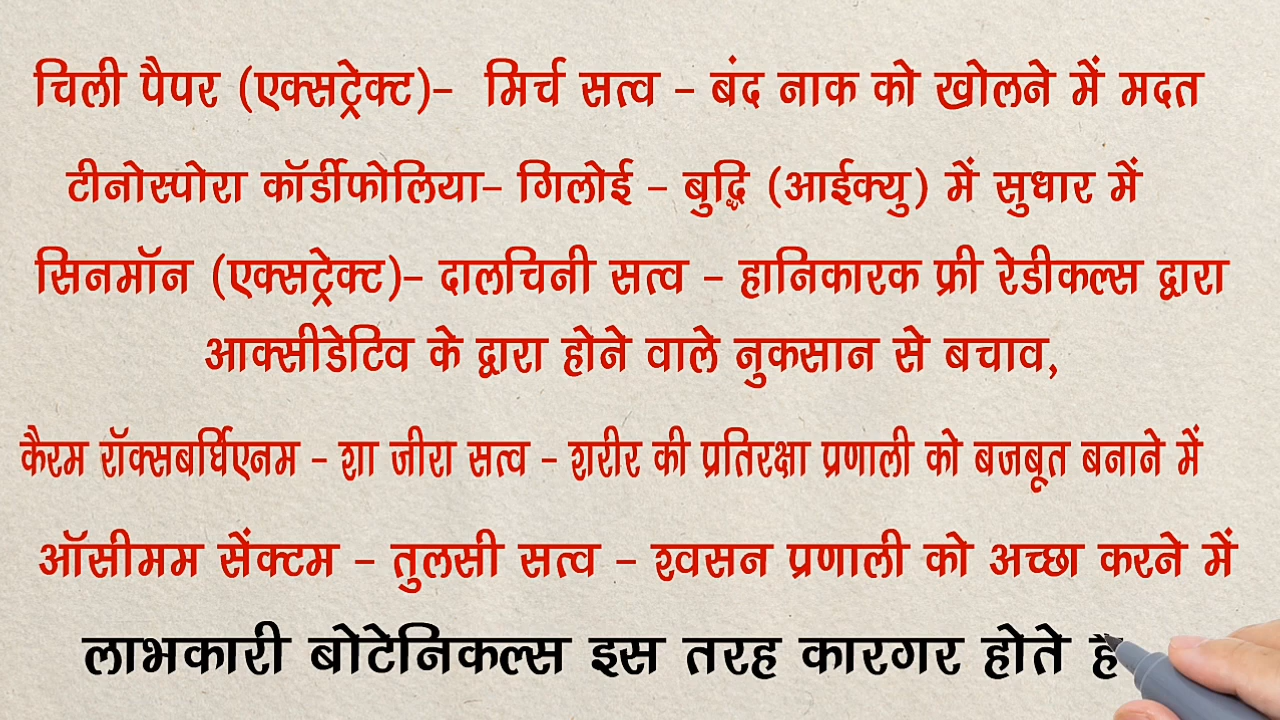 चिली पैपर (एक्सट्रेक्ट)– मिर्च सत्व – बंद नाक को खोलने में मदत
टीनोस्पोरा कॉर्डीफोलिया– गिलोई – बुद्धि (आईक्यु) में सुधार में
सिनमॉन (एक्सट्रेक्ट)– दालचिनी सत्व – हानिकारक फ्री रेडीकल्स द्वारा
आक्सीडेटिव के द्वारा होने वाले नुकसान से बचाव,
कैरम रॉक्सबर्घिएनम – शा जीरा सत्व – शरीर की प्रतिरक्षा प्रणाली को बजबूत बनाने में
ऑसीमम सेंक्टम – तुलसी सत्व – श्वसन प्रणाली को अच्छा करने में
लाभकारी बोटेनिकल्स इस तरह कारगर होते है